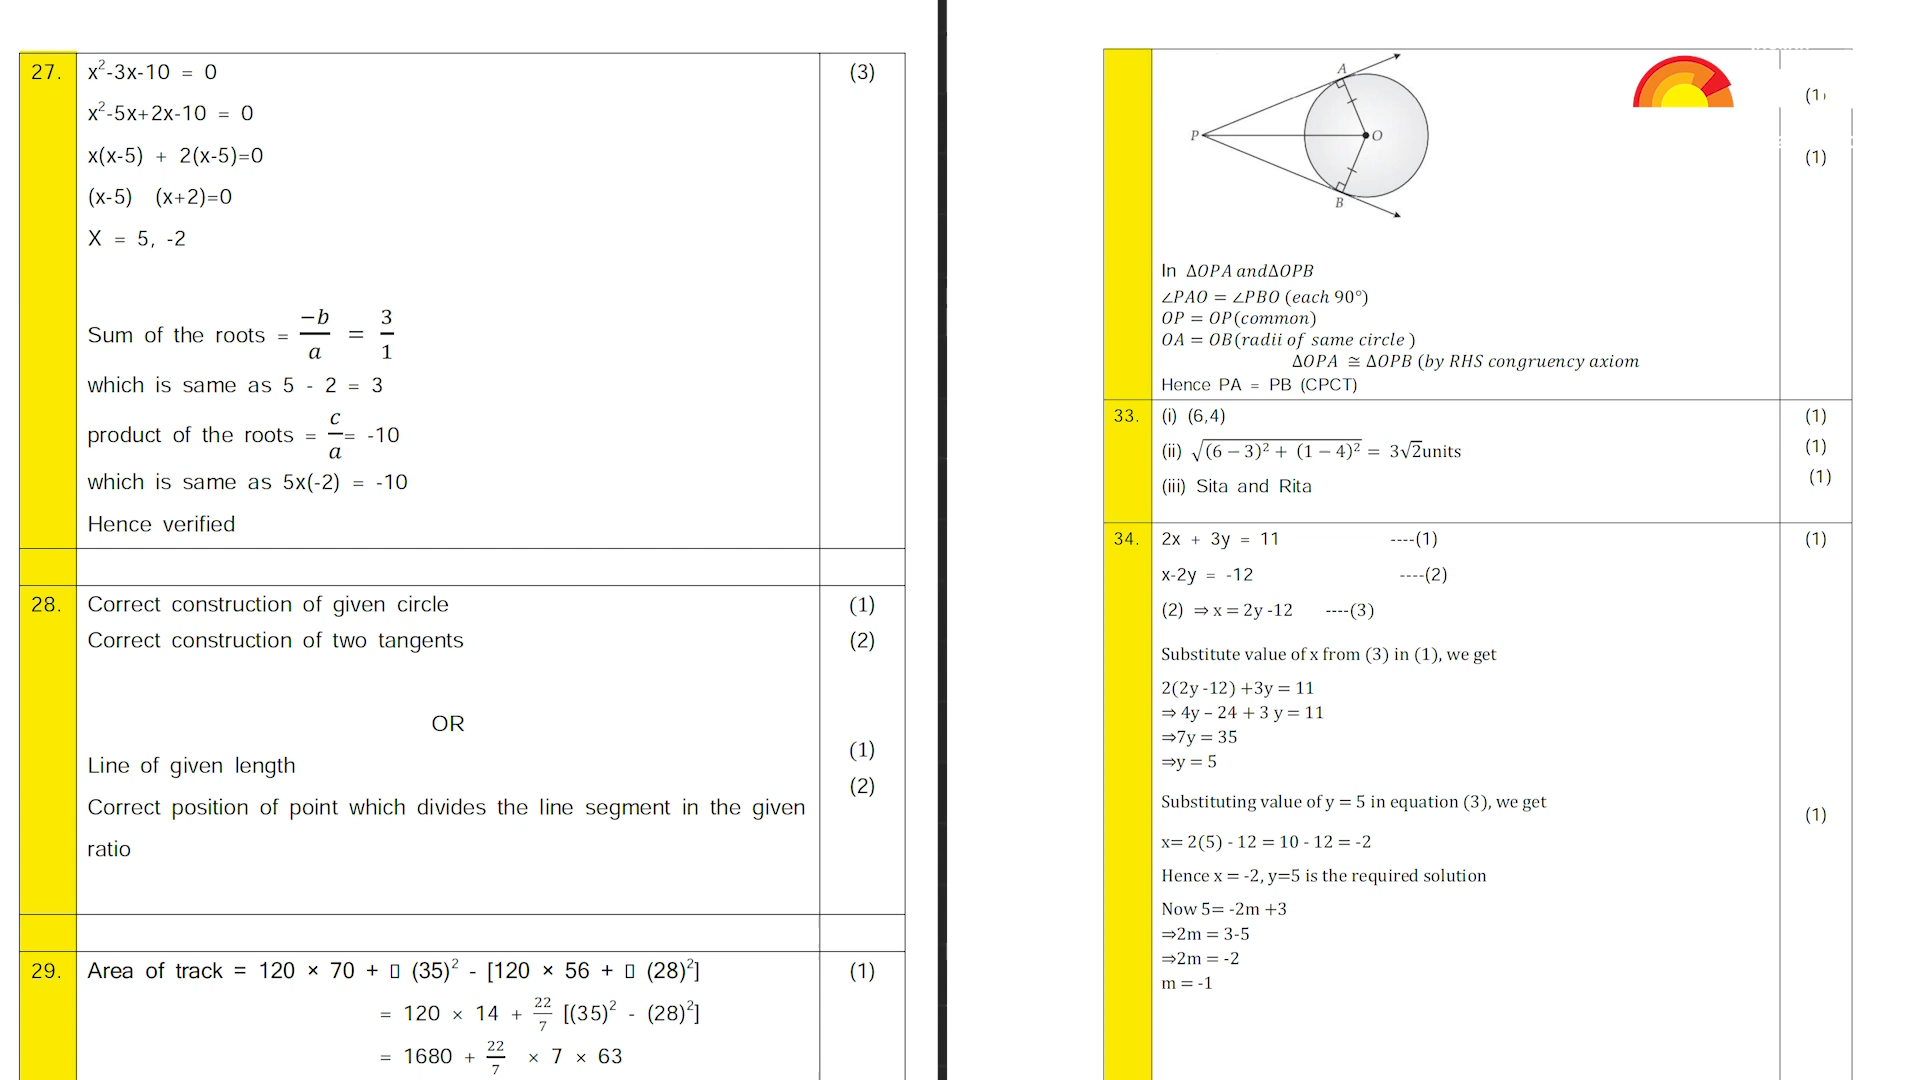 27. x²-3x-10 = 0 (3)
x²-5x+2x-10 = 0
x(x-5) + 2(x-5)=0
(x-5) (x+2)=0
X = 5, -2
Sum of the roots = −b/a = 3/1
which is same as 5 - 2 = 3
product of the roots = c/a = -10
which is same as 5x(-2) = -10
Hence verified
28. Correct construction of given circle (1)
Correct construction of two tangents (2)
OR
Line of given length (1)
Correct position of point which divides the line segment in the given (2)
ratio
29. Area of track = 120 × 70 + ▯ (35)² - [120 × 56 + ▯ (28)²] (1)
= 120 × 14 + 22/7 [(35)² - (28)²]
= 1680 + 22/7 × 7 × 63
A
P
O
B
(1)
(1)
In ΔOPA andΔOPB
∠PAO = ∠PBO (each 90°)
OP = OP(common)
OA = OB(radii of same circle )
ΔOPA ≅ ΔOPB (by RHS congruency axiom
Hence PA = PB (CPCT)
33. (i) (6,4) (1)
(ii) √(6 − 3)² + (1 − 4)² = 3√2units (1)
(iii) Sita and Rita (1)
34. 2x + 3y = 11 ----(1) (1)
x-2y = -12 ----(2)
(2) ⇒ x = 2y -12 ----(3)
Substitute value of x from (3) in (1), we get
2(2y -12) +3y = 11
⇒ 4y – 24 + 3 y = 11
⇒7y = 35
⇒y = 5
Substituting value of y = 5 in equation (3), we get (1)
x= 2(5) - 12 = 10 - 12 = -2
Hence x = -2, y=5 is the required solution
Now 5= -2m +3
⇒2m = 3-5
⇒2m = -2
m = -1